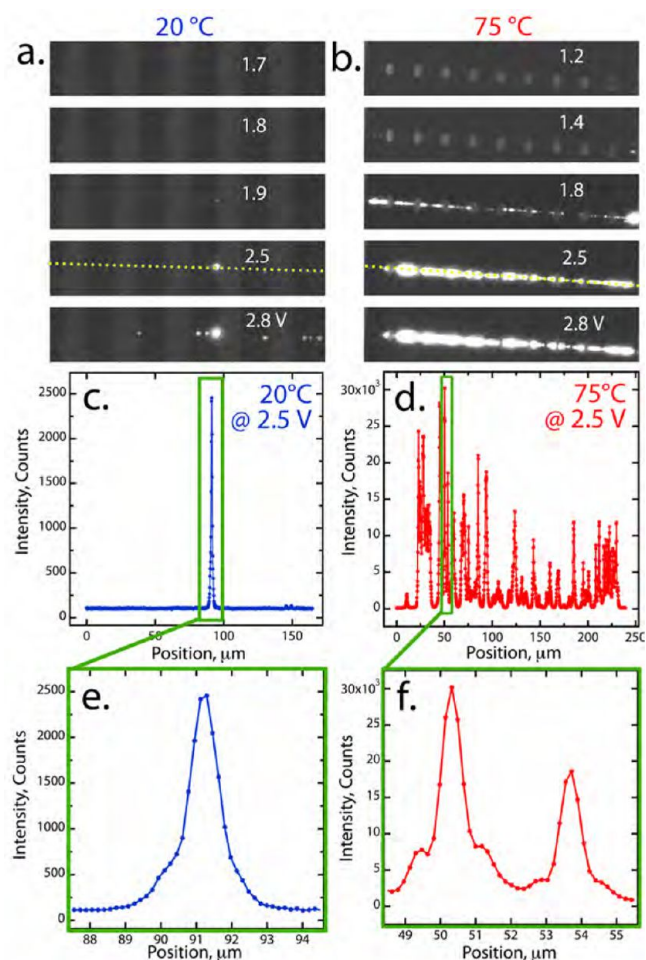 20 °C
75 °C
a.
1.7
b.
1.2
1.8
1.4
1.9
1.8
2.5
2.5
2.8 V
2.8 V
c.
20°C
@ 2.5 V
2500
2000
1500
1000
500
0
Intensity, Counts
0
50
100
150
Position, μm
d.
75°C
@ 2.5 V
30x10³
25
20
15
10
5
0
Intensity, Counts
0
50
100
150
200
250
Position, μm
e.
2500
2000
1500
1000
500
0
Intensity, Counts
88
89
90
91
92
93
94
Position, μm
f.
30x10³
25
20
15
10
5
0
Intensity, Counts
49
50
51
52
53
54
55
Position, μm